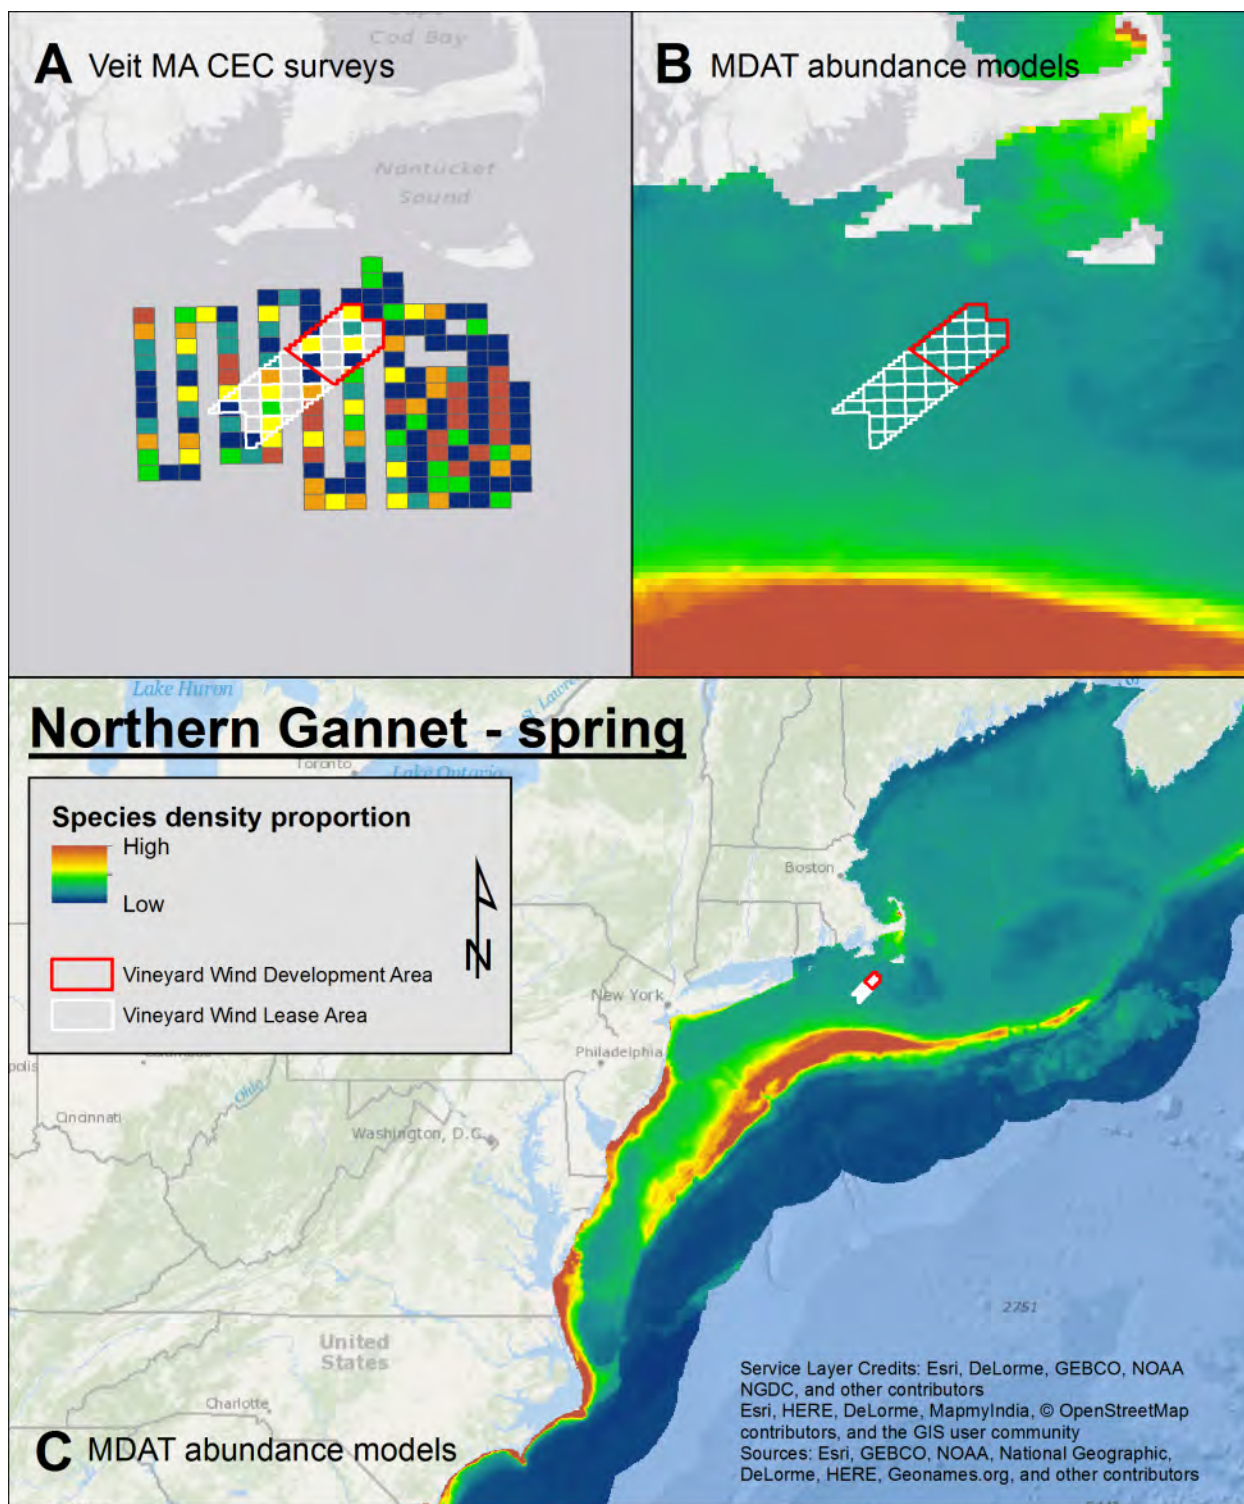 Cod Bay
A Veit MA CEC surveys
Nantucket
Sound
B MDAT abundance models
Lake Huron
St. Lawre
Northern Gannet - spring
Toronto
Lake Ontario
Species density proportion
High
Low
N
Vineyard Wind Development Area
Vineyard Wind Lease Area
Boston
New York
Philadelphia
polis
Ohio
Cincinnati
Washington, D.C.
2751
United
States
Charlotte
C MDAT abundance models
Service Layer Credits: Esri, DeLorme, GEBCO, NOAA
NGDC, and other contributors
Esri, HERE, DeLorme, MapmyIndia, © OpenStreetMap
contributors, and the GIS user community
Sources: Esri, GEBCO, NOAA, National Geographic,
DeLorme, HERE, Geonames.org, and other contributors